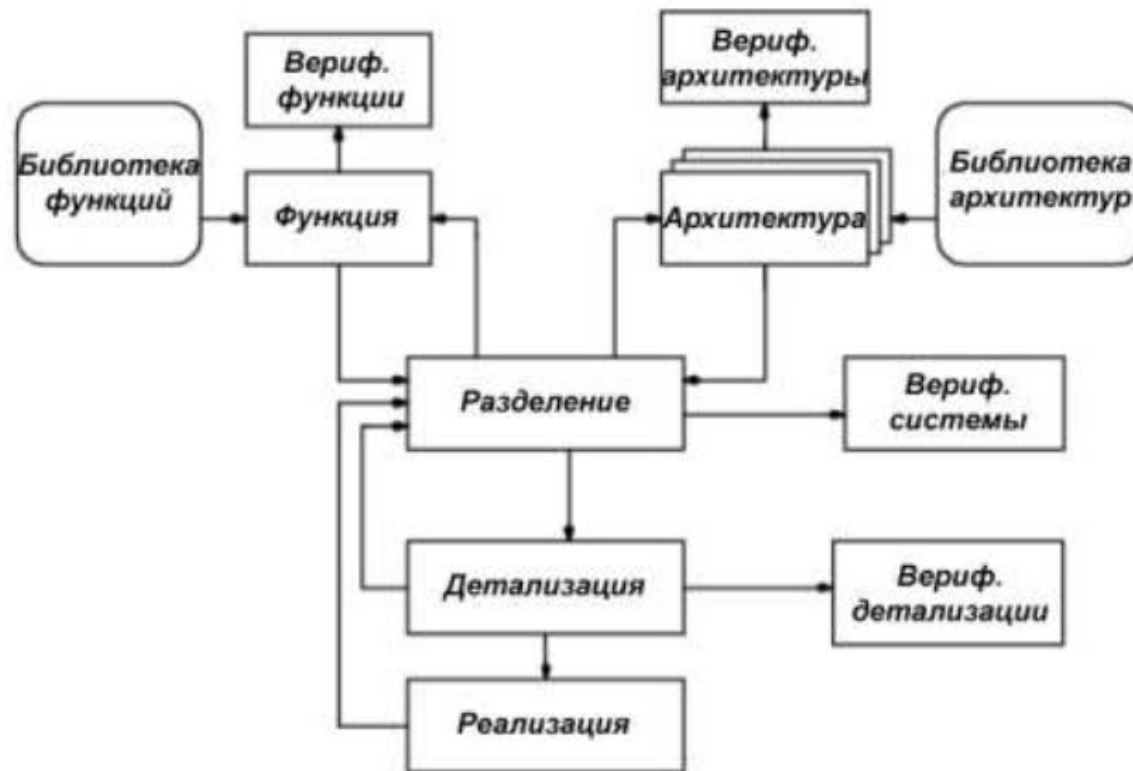 Вериф.
функции
Вериф.
архитектуры
Библиотека
функций
Функция
Архитектура
Библиотека
архитектур
Разделение
Вериф.
системы
Детализация
Вериф.
детализации
Реализация